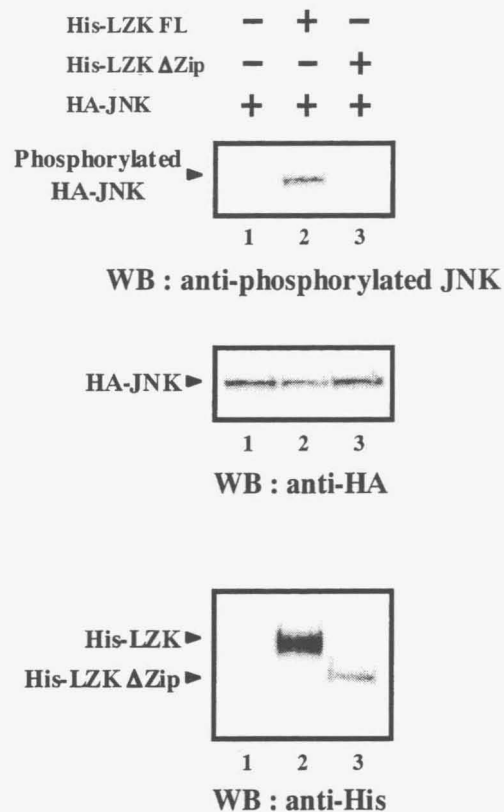 His-LZK FL − + −
His-LZK ΔZip − − +
HA-JNK + + +
Phosphorylated
HA-JNK
1 2 3
WB : anti-phosphorylated JNK
HA-JNK
1 2 3
WB : anti-HA
His-LZK
His-LZK ΔZip
1 2 3
WB : anti-His